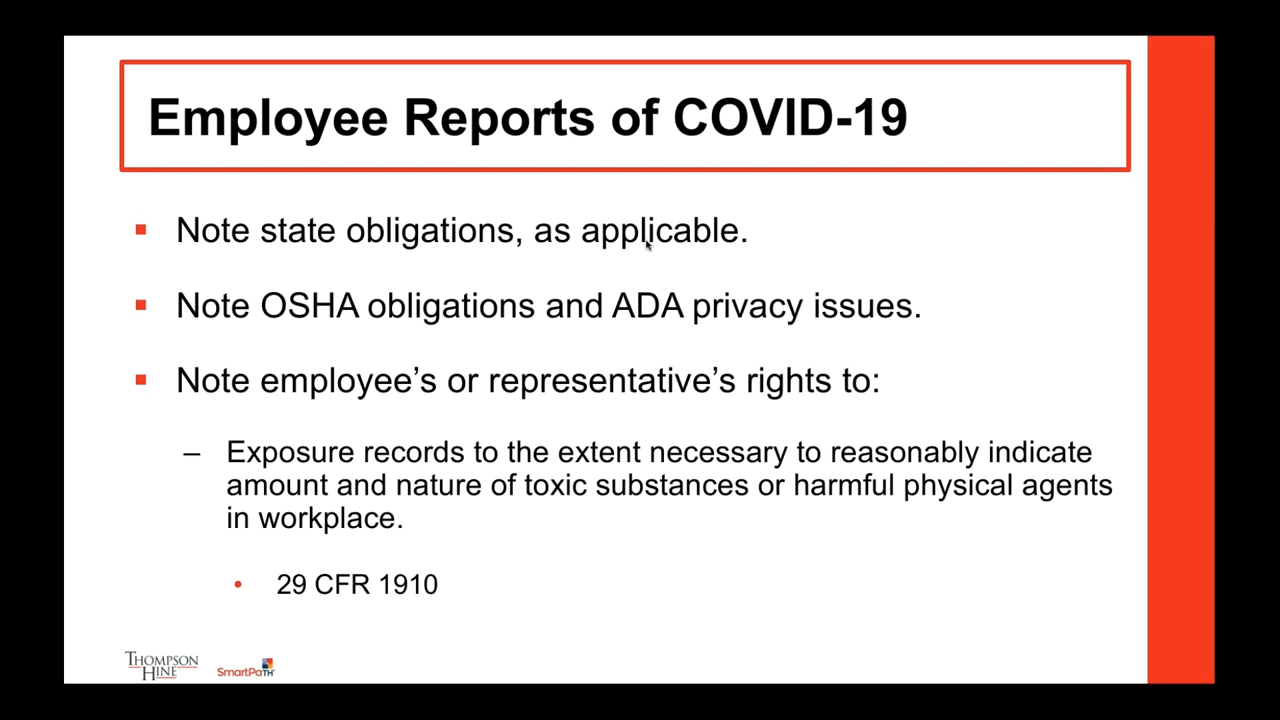 Employee Reports of COVID-19
▪ Note state obligations, as applicable.
▪ Note OSHA obligations and ADA privacy issues.
▪ Note employee’s or representative’s rights to:
– Exposure records to the extent necessary to reasonably indicate
amount and nature of toxic substances or harmful physical agents
in workplace.
• 29 CFR 1910
THOMPSON
HINE
SmartPaTH